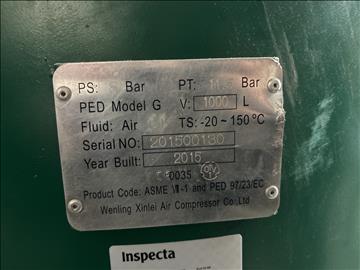 PS: Bar PT: Bar
PED Model G V: 1000 L
Fluid: Air TS: -20 ~ 150 °C
Serial NO: 201500130
Year Built: 2015
0035
Product Code: ASME Ⅷ-1 and PED 97/23/EC
Wenling Xinlei Air Compressor Co.,Ltd
Inspecta